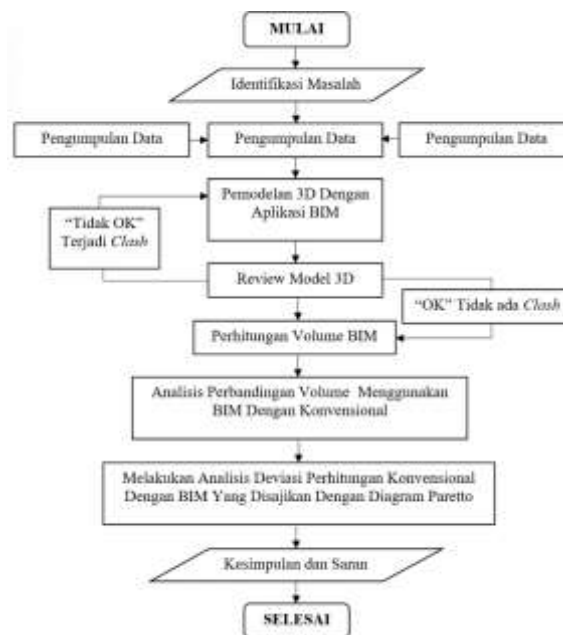 MULAI
Identifikasi Masalah
Pengumpulan Data
Pengumpulan Data
Pengumpulan Data
Pemodelan 3D Dengan
Aplikasi BIM
“Tidak OK”
Terjadi Clash
Review Model 3D
“OK” Tidak ada Clash
Perhitungan Volume BIM
Analisis Perbandingan Volume Menggunakan
BIM Dengan Konvensional
Melakukan Analisis Deviasi Perhitungan Konvensional
Dengan BIM Yang Disajikan Dengan Diagram Paretto
Kesimpulan dan Saran
SELESAI